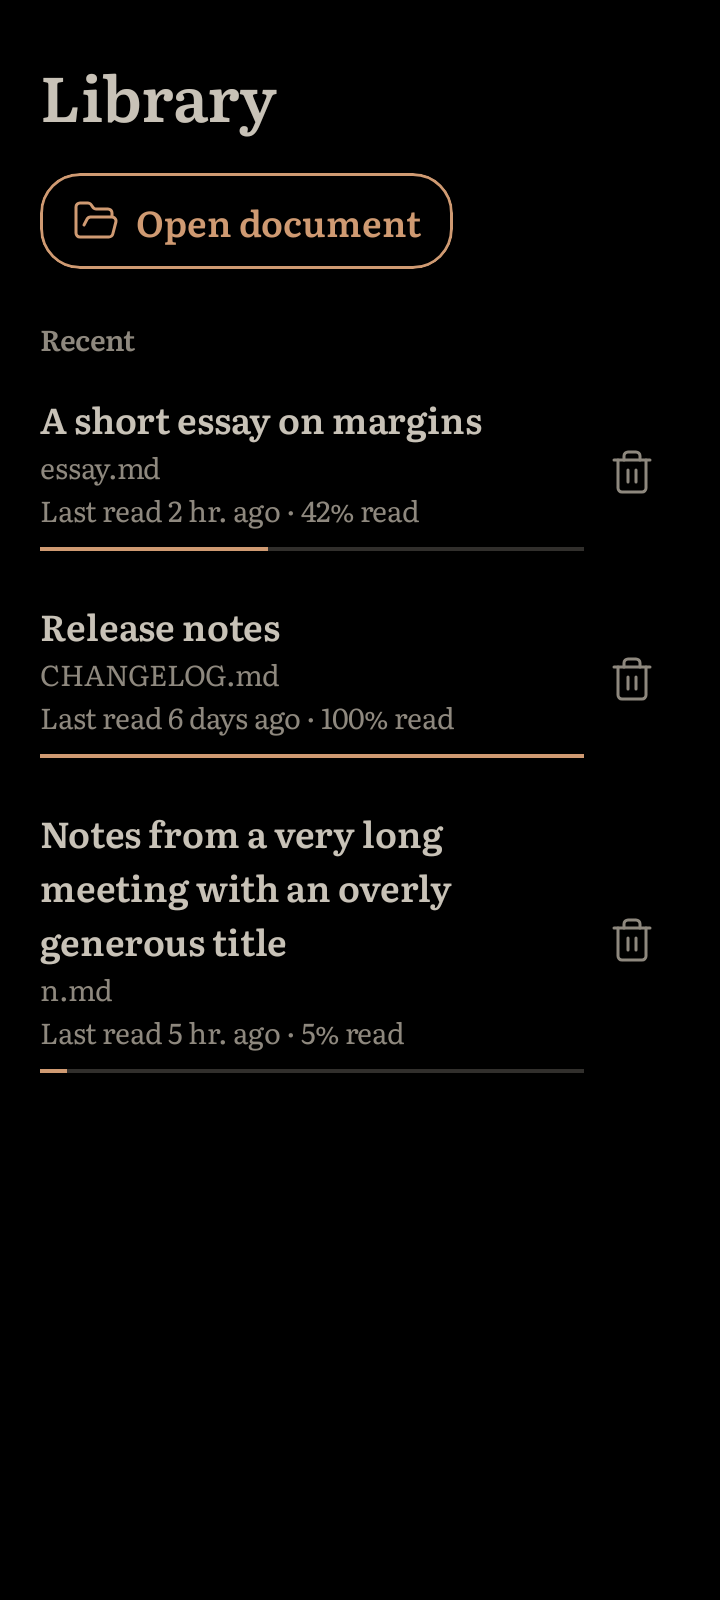 Library
Open document
Recent
A short essay on margins
essay.md
Last read 2 hr. ago · 42% read
Release notes
CHANGELOG.md
Last read 6 days ago · 100% read
Notes from a very long
meeting with an overly
generous title
n.md
Last read 5 hr. ago · 5% read